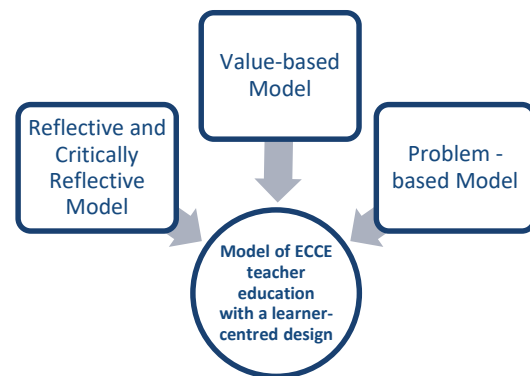 Value-based
Model
Reflective and
Critically
Reflective
Model
Problem -
based Model
Model of ECCE
teacher
education
with a learner-
centred design